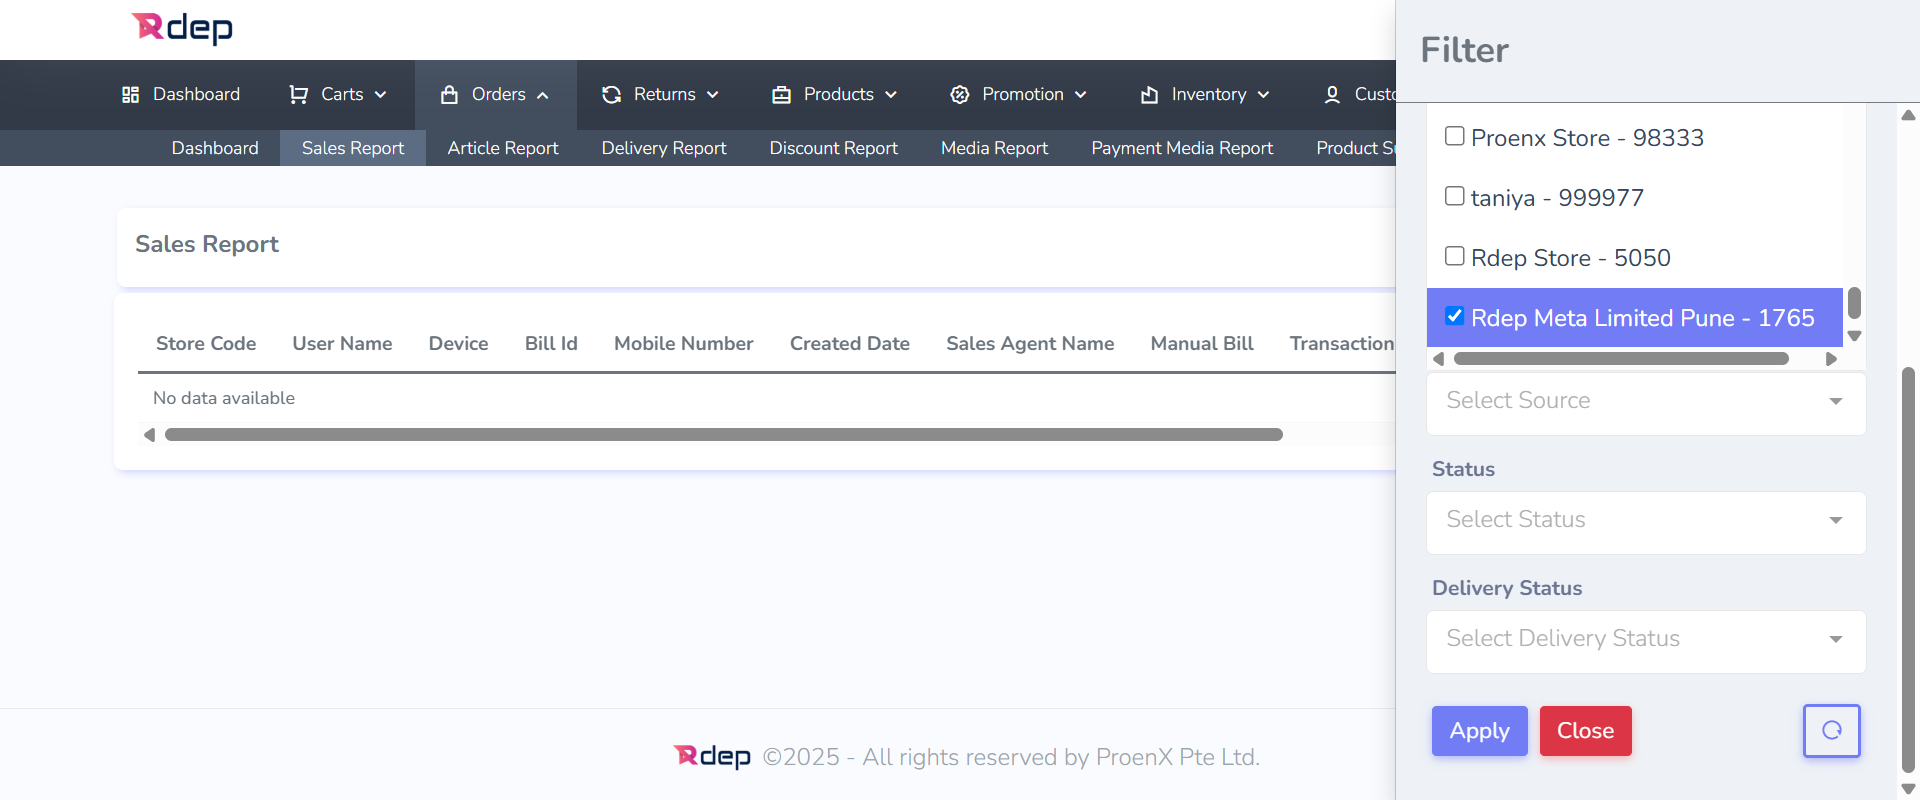 Rdep
Filter
Dashboard Carts Orders Returns Products Promotion Inventory Custo
Dashboard Sales Report Article Report Delivery Report Discount Report Media Report Payment Media Report Product Su
Proenx Store - 98333
taniya - 999977
Rdep Store - 5050
Rdep Meta Limited Pune - 1765
Sales Report
Store Code User Name Device Bill Id Mobile Number Created Date Sales Agent Name Manual Bill Transaction
No data available
Select Source
Status
Select Status
Delivery Status
Select Delivery Status
Apply Close
Rdep ©2025 - All rights reserved by ProenX Pte Ltd.